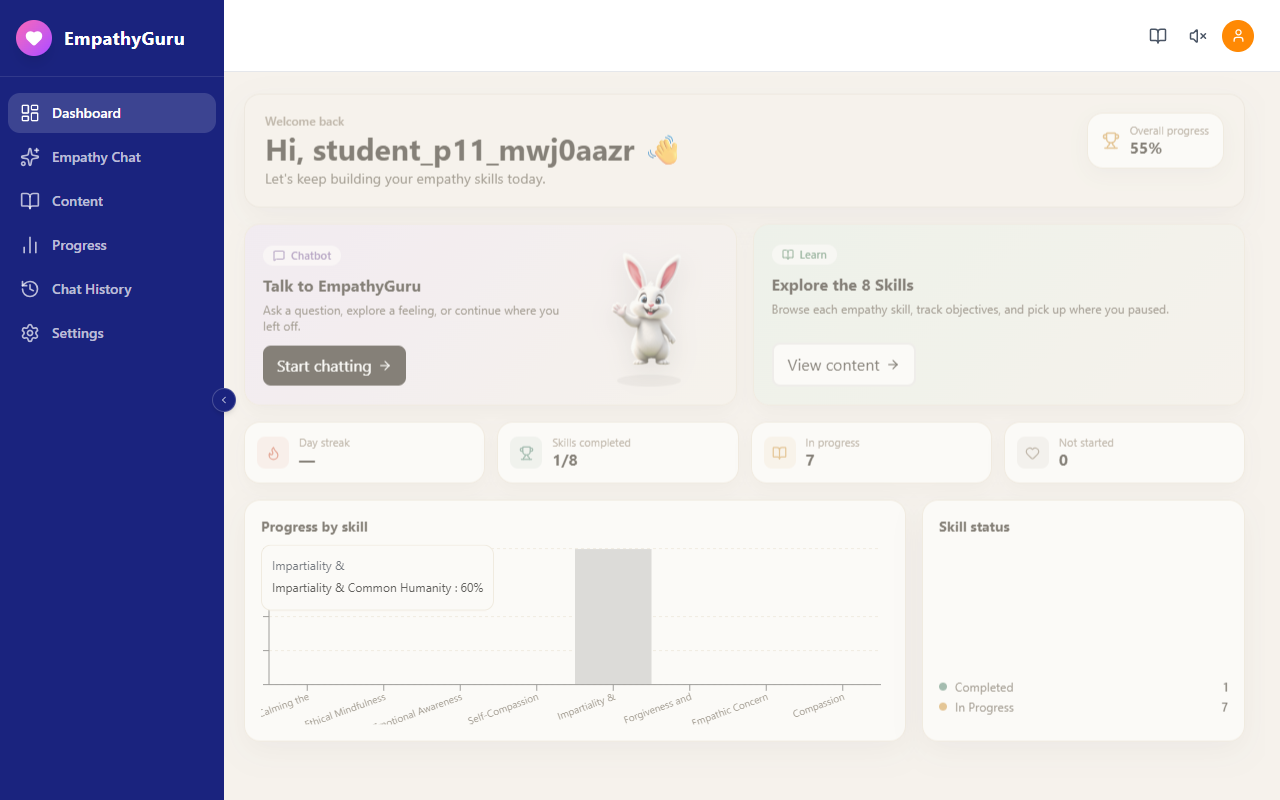 EmpathyGuru
Dashboard
Empathy Chat
Content
Progress
Chat History
Settings
Welcome back
Hi, student_p11_mwj0aazr 👋
Let's keep building your empathy skills today.
Overall progress
55%
Chatbot
Talk to EmpathyGuru
Ask a question, explore a feeling, or continue where you
left off.
Start chatting →
Learn
Explore the 8 Skills
Browse each empathy skill, track objectives, and pick up where you paused.
View content →
Day streak
—
Skills completed
1/8
In progress
7
Not started
0
Progress by skill
Impartiality &
Impartiality & Common Humanity : 60%
Calming the
Ethical Mindfulness
Emotional Awareness
Self-Compassion
Impartiality &
Forgiveness and
Empathic Concern
Compassion
Skill status
Completed 1
In Progress 7